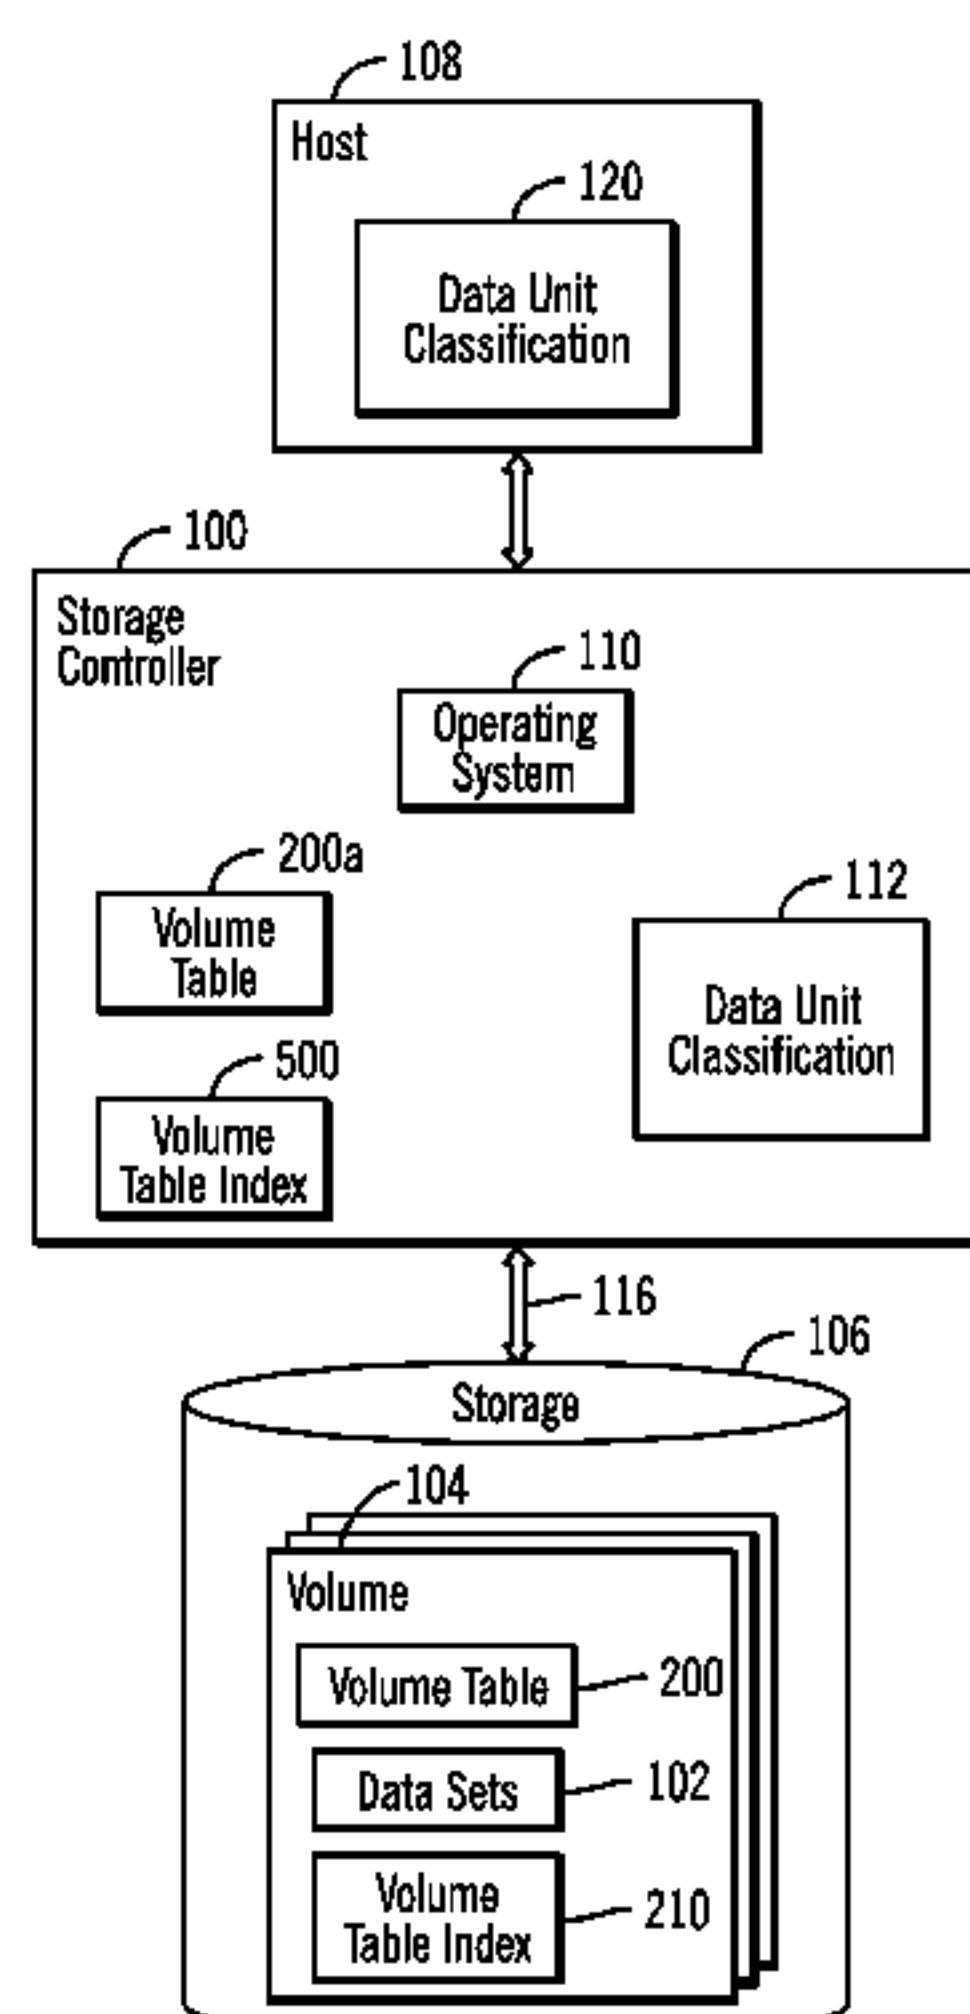 108
Host
120
Data Unit
Classification
100
Storage
Controller
110
Operating
System
200a
Volume
Table
112
Data Unit
Classification
500
Volume
Table Index
116
106
Storage
104
Volume
Volume Table
200
Data Sets
102
Volume
Table Index
210